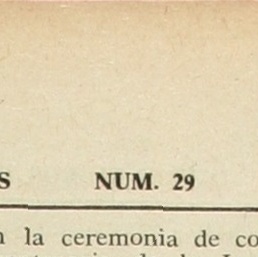 S NUM. 29
n la ceremonia de co